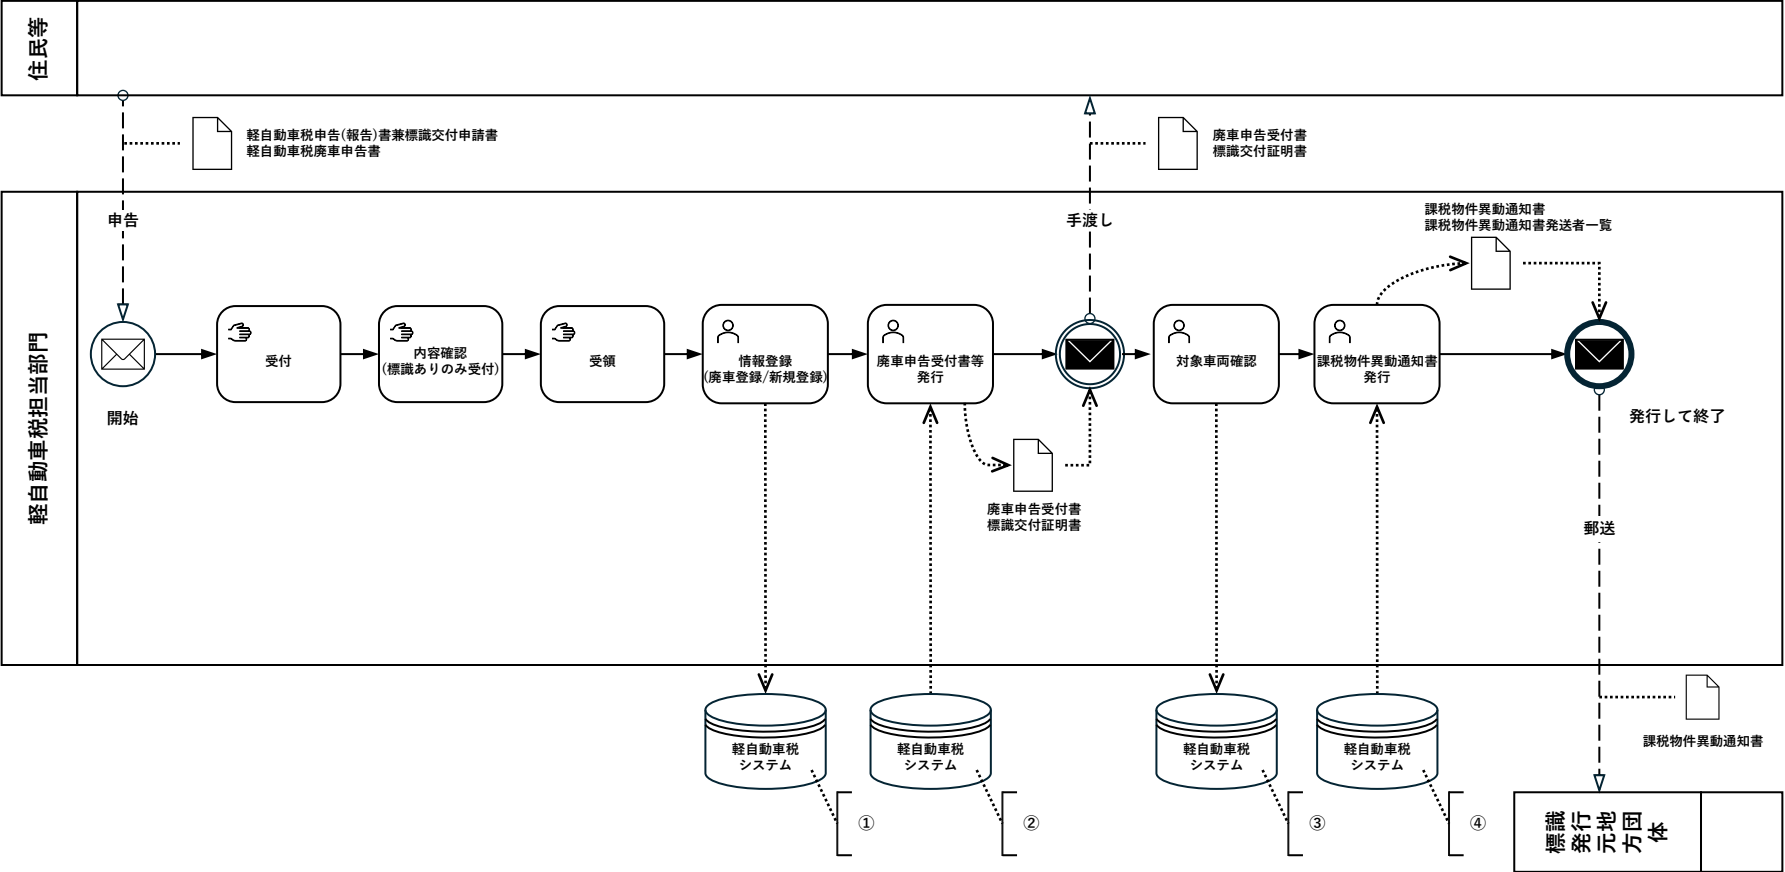 住民等
軽自動車税申告(報告)書兼標識交付申請書
軽自動車税廃車申告書
廃車申告受付書
標識交付証明書
軽自動車税担当部門
申告
手渡し
課税物件異動通知書
課税物件異動通知書発送者一覧
開始
受付
内容確認
(標識ありのみ受付)
受領
情報登録
(廃車登録/新規登録)
廃車申告受付書等
発行
対象車両確認
課税物件異動通知書
発行
発行して終了
廃車申告受付書
標識交付証明書
郵送
軽自動車税
システム
①
軽自動車税
システム
②
軽自動車税
システム
③
軽自動車税
システム
④
課税物件異動通知書
標識
発行
元地
方団
体